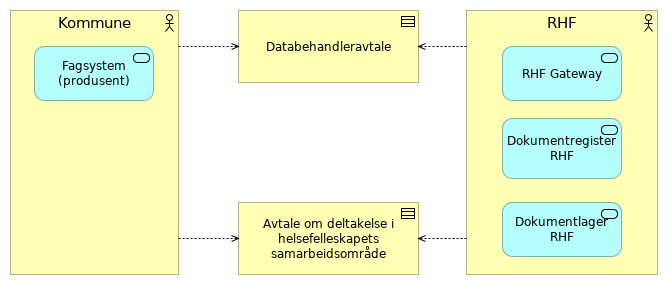 Kommune
Fagsystem
(produsent)
Databehandleravtale
Avtale om deltakelse i
helsefelleskapets
samarbeidsområde
RHF
RHF Gateway
Dokumentregister
RHF
Dokumentlager
RHF